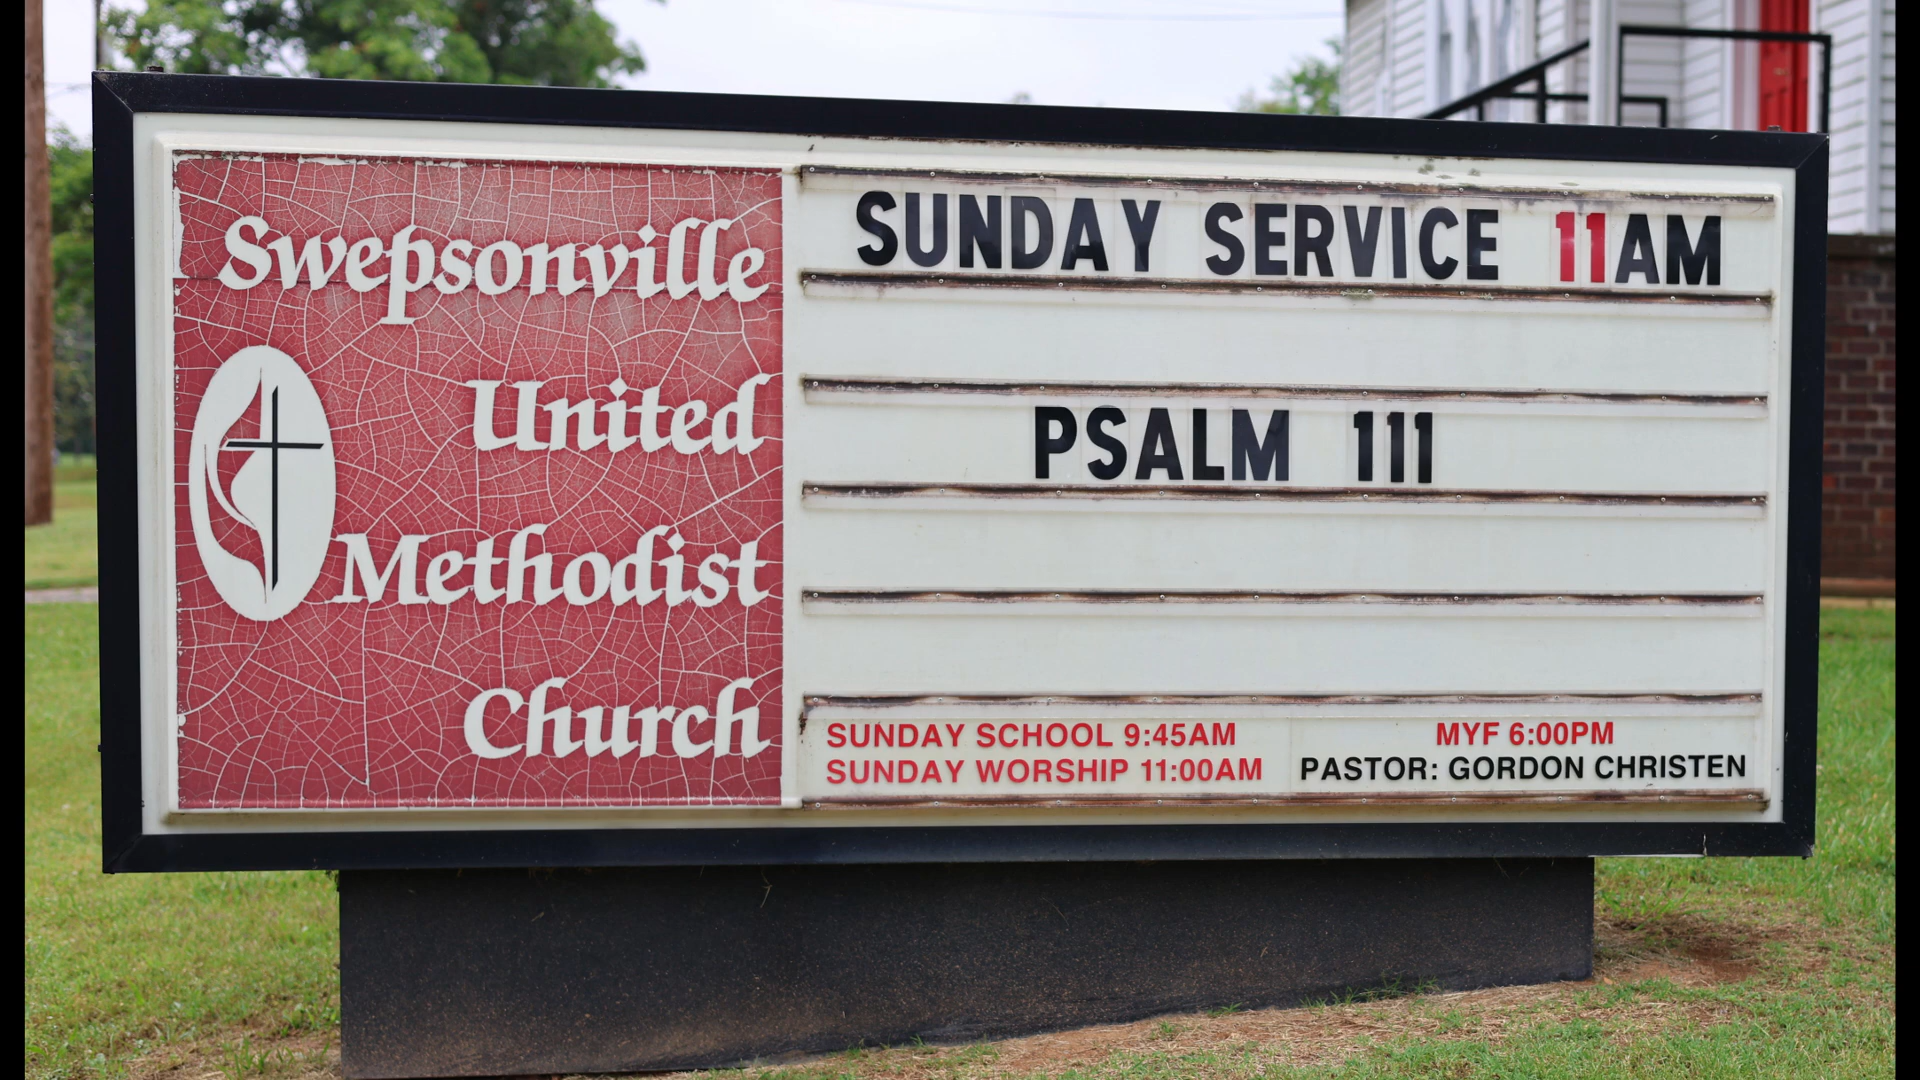 Swepsonville
United
Methodist
Church
SUNDAY SERVICE 11AM
PSALM 111
SUNDAY SCHOOL 9:45AM
SUNDAY WORSHIP 11:00AM
MYF 6:00PM
PASTOR: GORDON CHRISTEN